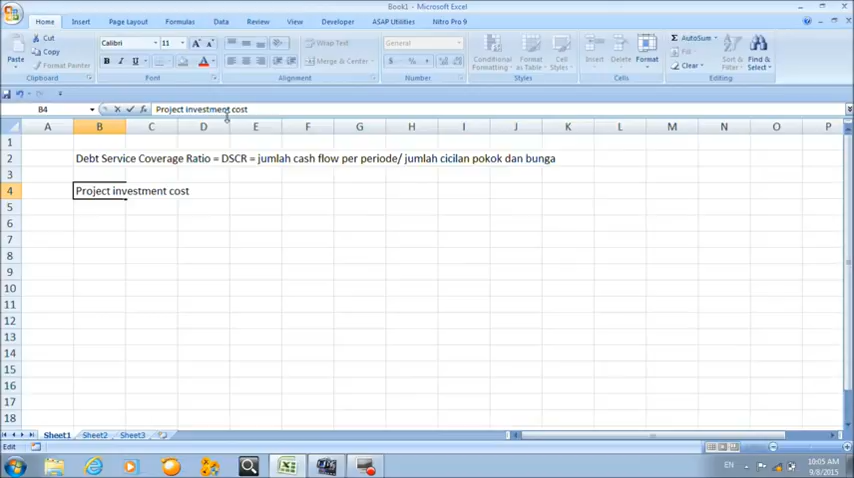 Book1 - Microsoft Excel
Home Insert Page Layout Formulas Data Review View Developer ASAP Utilities Nitro Pro 9
Cut
Copy
Format Painter
Paste
Calibri 11
B I U A
Wrap Text
Merge & Center
General
$ % ,
Conditional Formatting
Format as Table
Cell Styles
Insert Delete Format
AutoSum
Fill
Clear
Sort & Filter
Find & Select
Clipboard Font Alignment Number Styles Cells Editing
B4 fx Project investment cost
A B C D E F G H I J K L M N O P
1
2 Debt Service Coverage Ratio = DSCR = jumlah cash flow per periode/ jumlah cicilan pokok dan bunga
3
4 Project investment cost
5
6
7
8
9
10
11
12
13
14
15
16
17
18
Sheet1 Sheet2 Sheet3
Edit
EN 10:05 AM
9/8/2015